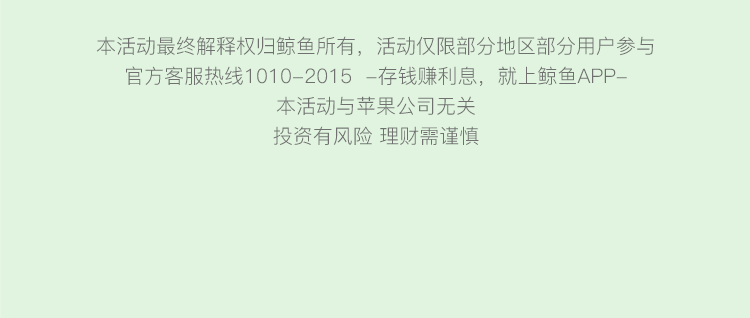 本活动最终解释权归鲸鱼所有，活动仅限部分地区部分用户参与
官方客服热线1010-2015 -存钱赚利息，就上鲸鱼APP-
本活动与苹果公司无关
投资有风险 理财需谨慎